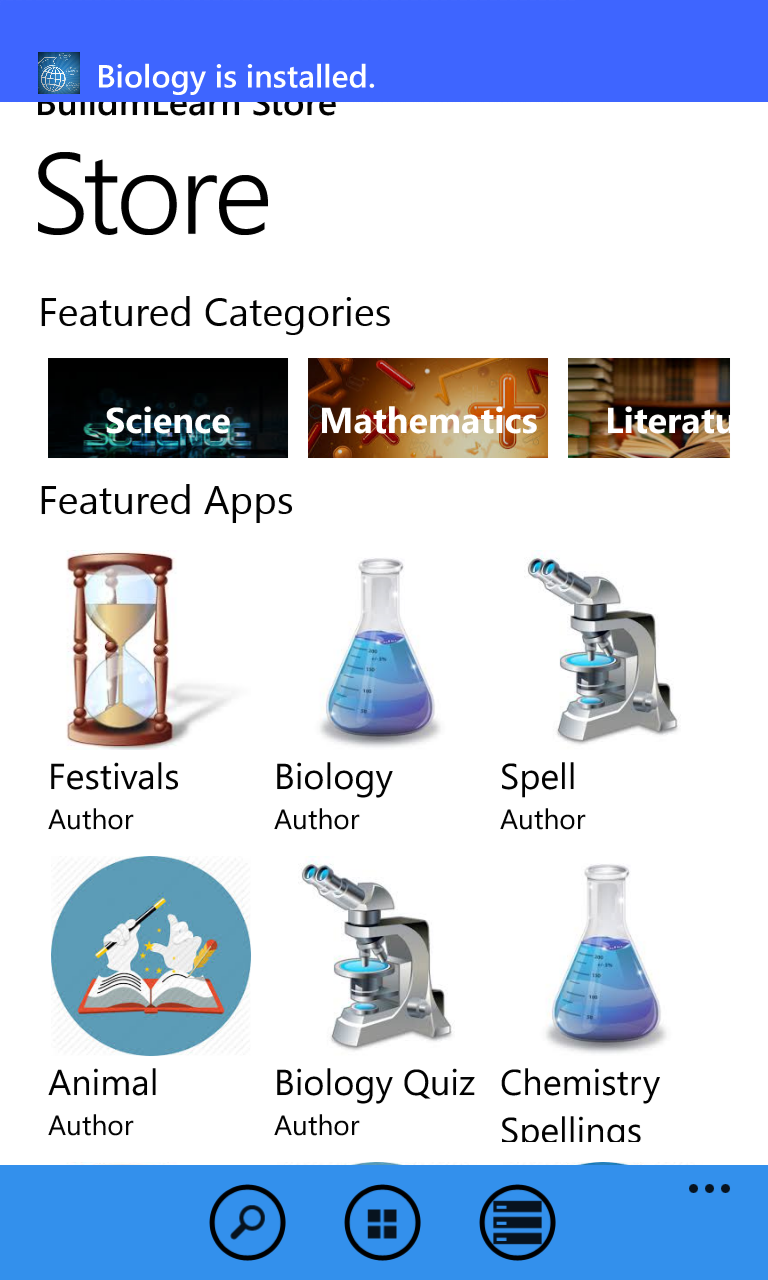 Biology is installed.
BuildmLearn Store
Store
Featured Categories
Science
Mathematics
Literatu
Featured Apps
Festivals
Author
Biology
Author
Spell
Author
Animal
Author
Biology Quiz
Author
Chemistry
Spellings